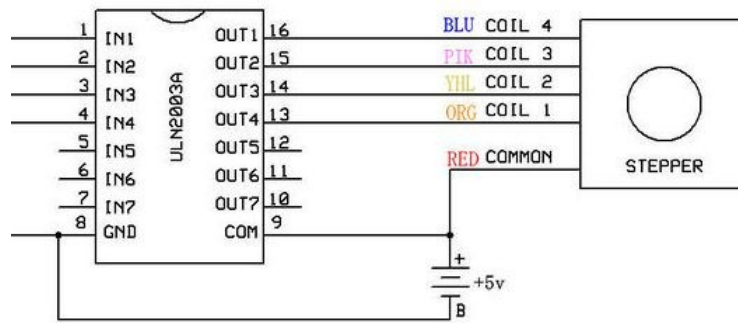 1 IN1 OUT1 16 BLU COIL 4
2 IN2 OUT2 15 PIK COIL 3
3 IN3 OUT3 14 YHL COIL 2
4 IN4 OUT4 13 ORG COIL 1
5 IN5 OUT5 12
6 IN6 OUT6 11
7 IN7 OUT7 10
8 GND COM 9
ULN2003A
RED COMMON
STEPPER
+
+5v
B